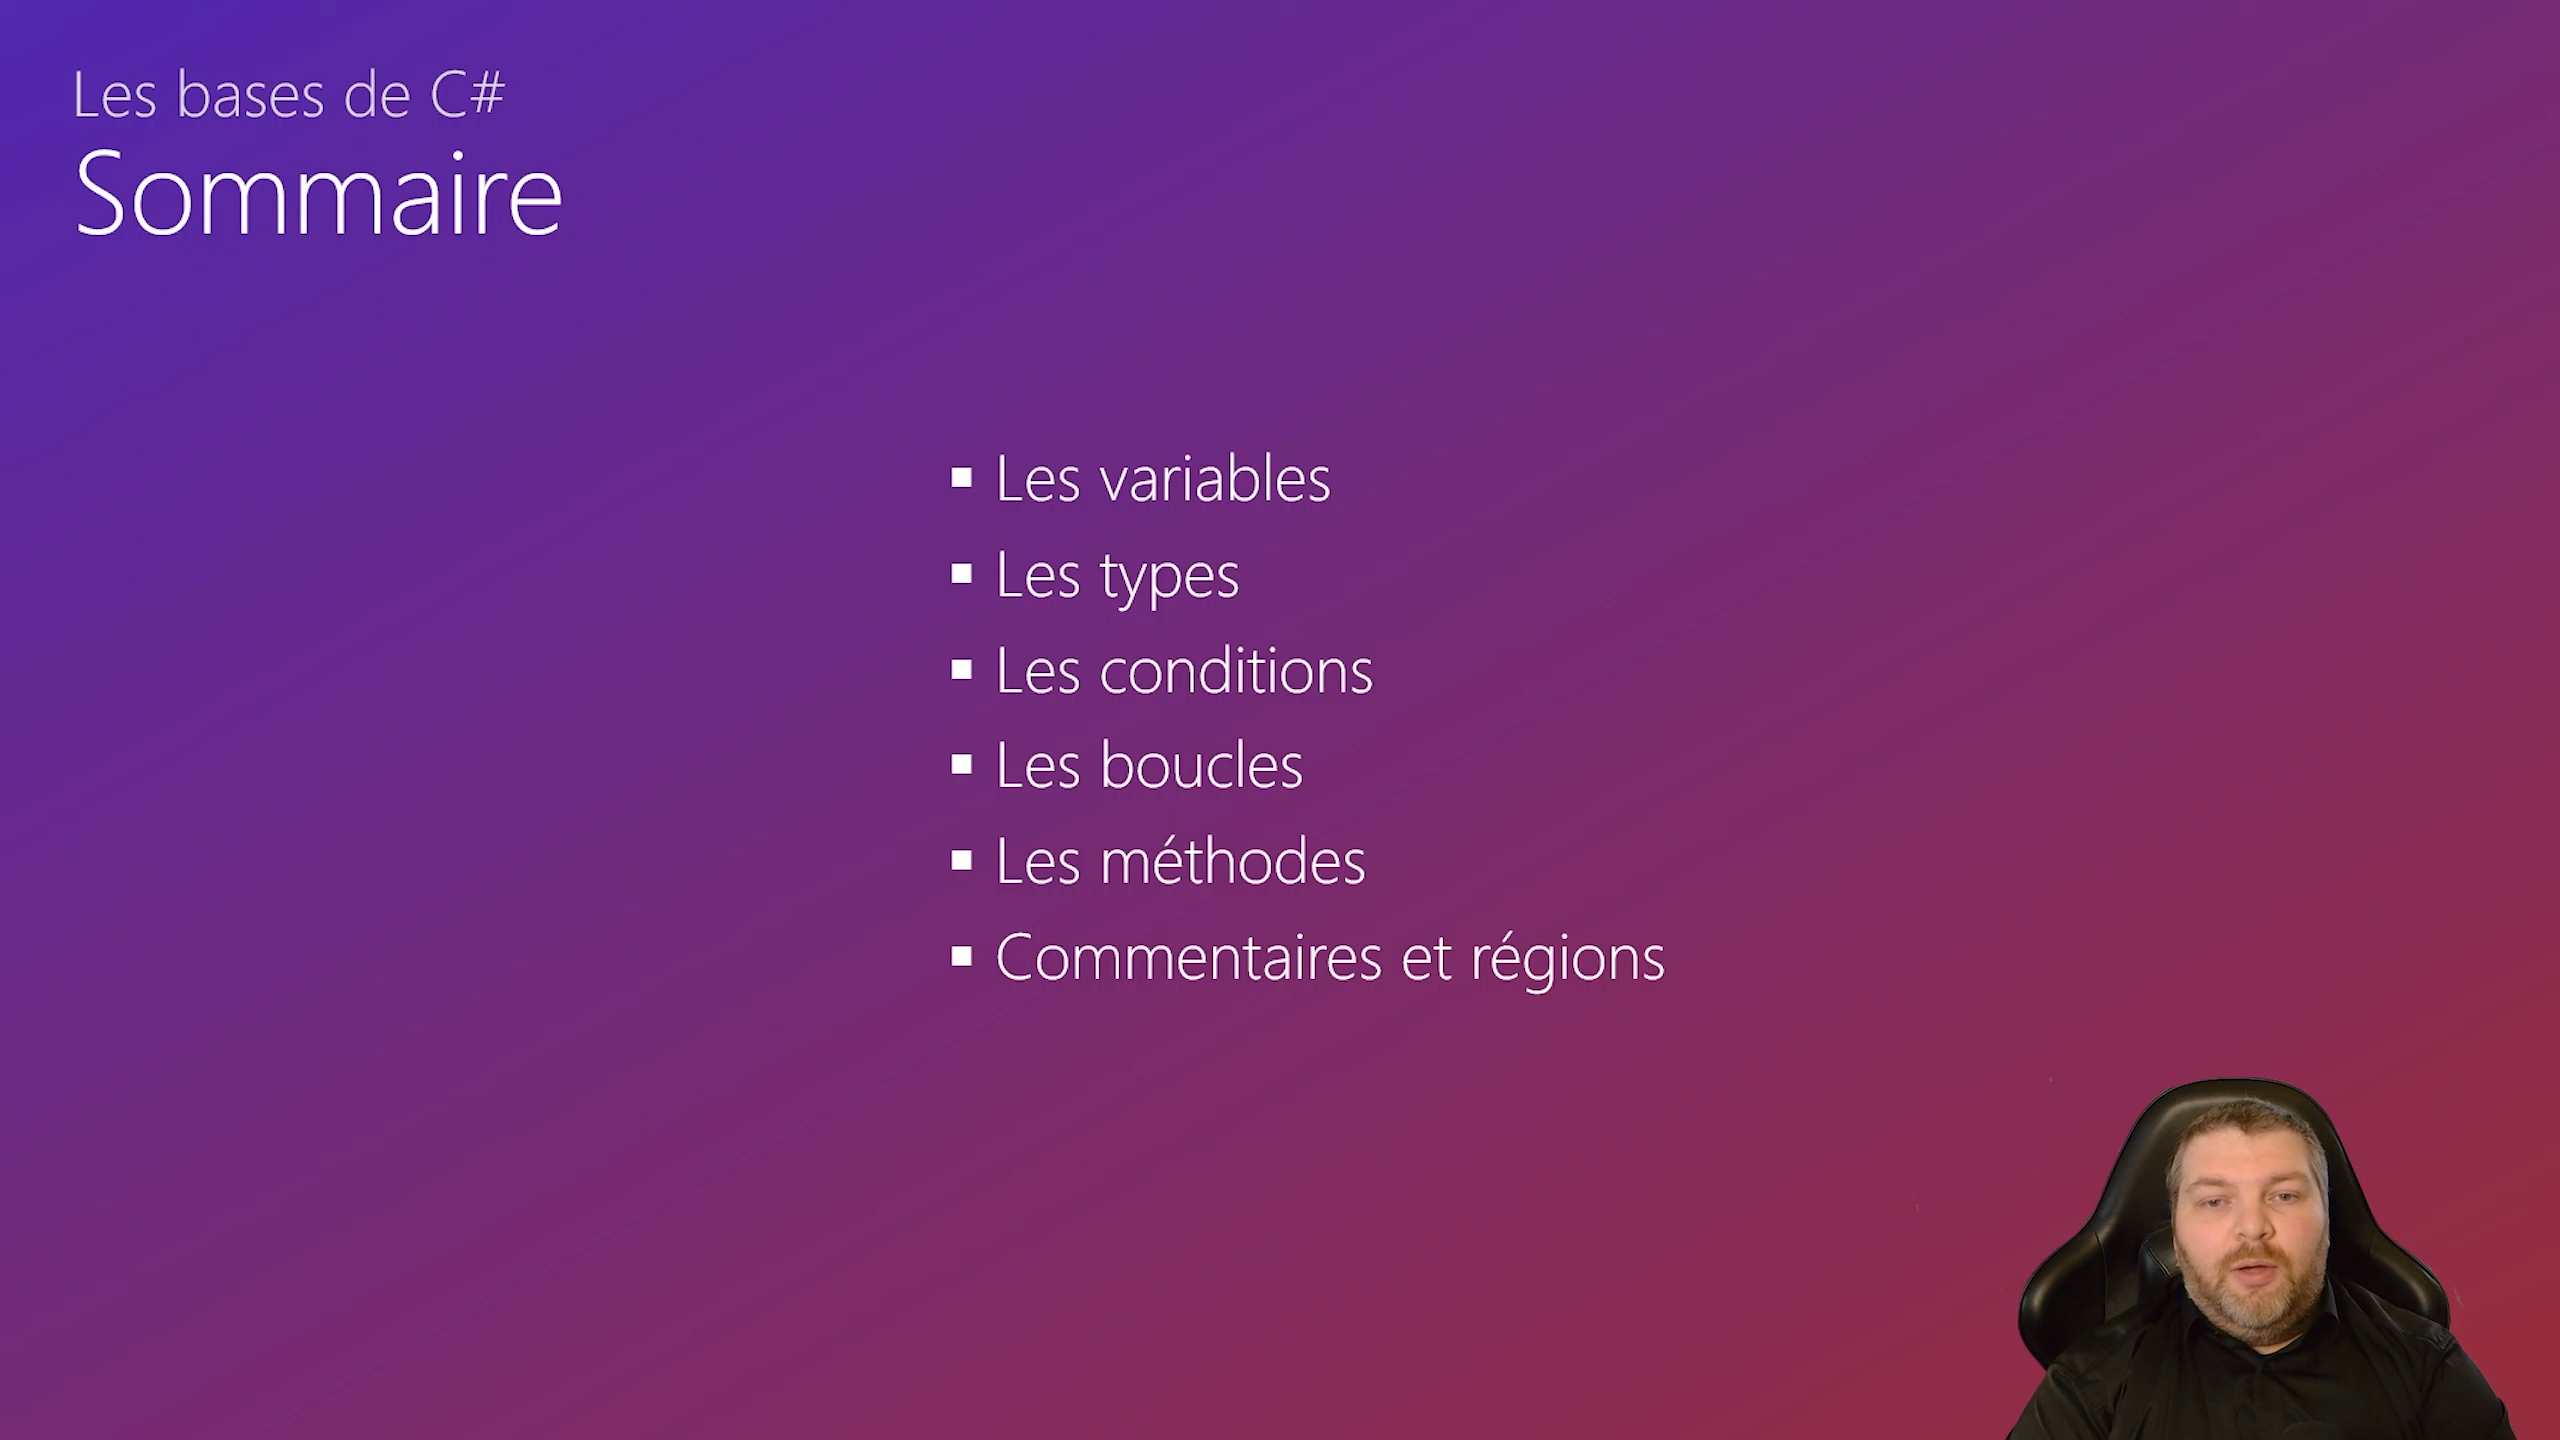 Les bases de C#
Sommaire
▪ Les variables
▪ Les types
▪ Les conditions
▪ Les boucles
▪ Les méthodes
▪ Commentaires et régions